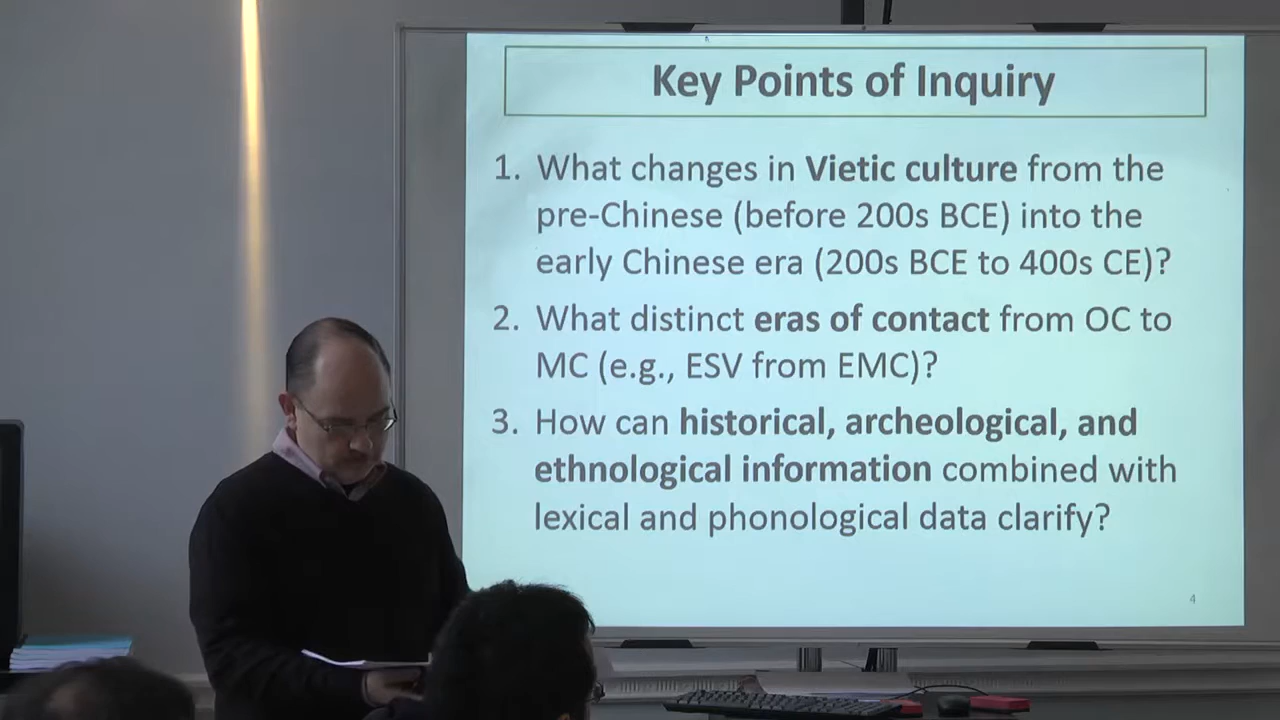 Key Points of Inquiry
1. What changes in Vietic culture from the
pre-Chinese (before 200s BCE) into the
early Chinese era (200s BCE to 400s CE)?
2. What distinct eras of contact from OC to
MC (e.g., ESV from EMC)?
3. How can historical, archeological, and
ethnological information combined with
lexical and phonological data clarify?
4